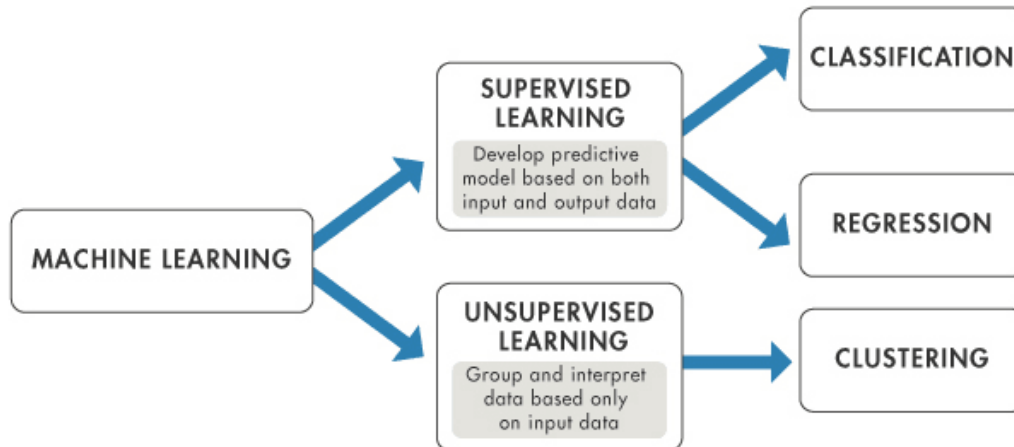 MACHINE LEARNING
SUPERVISED
LEARNING
Develop predictive
model based on both
input and output data
UNSUPERVISED
LEARNING
Group and interpret
data based only
on input data
CLASSIFICATION
REGRESSION
CLUSTERING